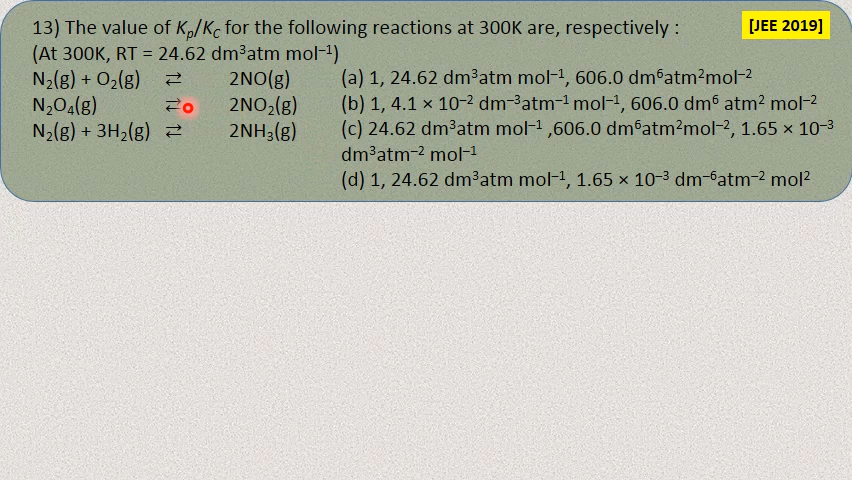 13) The value of Kₚ/K_C for the following reactions at 300K are, respectively : [JEE 2019]
(At 300K, RT = 24.62 dm³atm mol⁻¹)
N₂(g) + O₂(g) ⇄ 2NO(g) (a) 1, 24.62 dm³atm mol⁻¹, 606.0 dm⁶atm²mol⁻²
N₂O₄(g) ⇄ 2NO₂(g) (b) 1, 4.1 × 10⁻² dm⁻³atm⁻¹ mol⁻¹, 606.0 dm⁶ atm² mol⁻²
N₂(g) + 3H₂(g) ⇄ 2NH₃(g) (c) 24.62 dm³atm mol⁻¹ ,606.0 dm⁶atm²mol⁻², 1.65 × 10⁻³
dm³atm⁻² mol⁻¹
(d) 1, 24.62 dm³atm mol⁻¹, 1.65 × 10⁻³ dm⁻⁶atm⁻² mol²